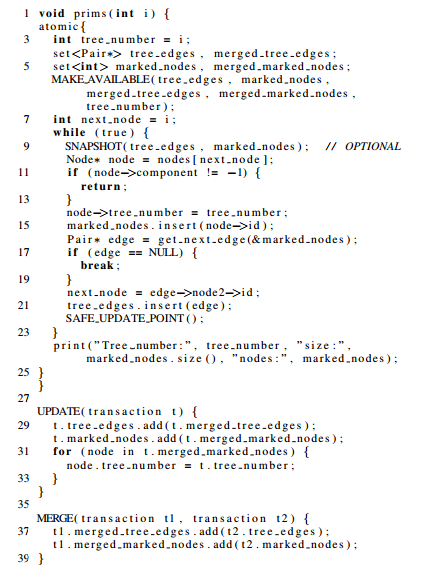 1 void prims(int i) {
atomic{
3 int tree_number = i;
set<Pair*> tree_edges , merged_tree_edges;
5 set<int> marked_nodes , merged_marked_nodes;
MAKE_AVAILABLE(tree_edges , marked_nodes ,
merged_tree_edges , merged_marked_nodes ,
tree_number);
7 int next_node = i;
while (true) {
9 SNAPSHOT(tree_edges , marked_nodes); // OPTIONAL
Node* node = nodes[next_node];
11 if (node->component != -1) {
return;
13 }
node->tree_number = tree_number;
15 marked_nodes.insert(node->id);
Pair* edge = get_next_edge(&marked_nodes);
17 if (edge == NULL) {
break;
19 }
next_node = edge->node2->id;
21 tree_edges.insert(edge);
SAFE_UPDATE_POINT();
23 }
print("Tree_number:", tree_number , "size:",
marked_nodes.size(), "nodes:", marked_nodes);
25 }
}
27
UPDATE(transaction t) {
29 t.tree_edges.add(t.merged_tree_edges);
t.marked_nodes.add(t.merged_marked_nodes);
31 for (node in t.merged_marked_nodes) {
node.tree_number = t.tree_number;
33 }
}
35
MERGE(transaction t1 , transaction t2) {
37 t1.merged_tree_edges.add(t2.tree_edges);
t1.merged_marked_nodes.add(t2.marked_nodes);
39 }